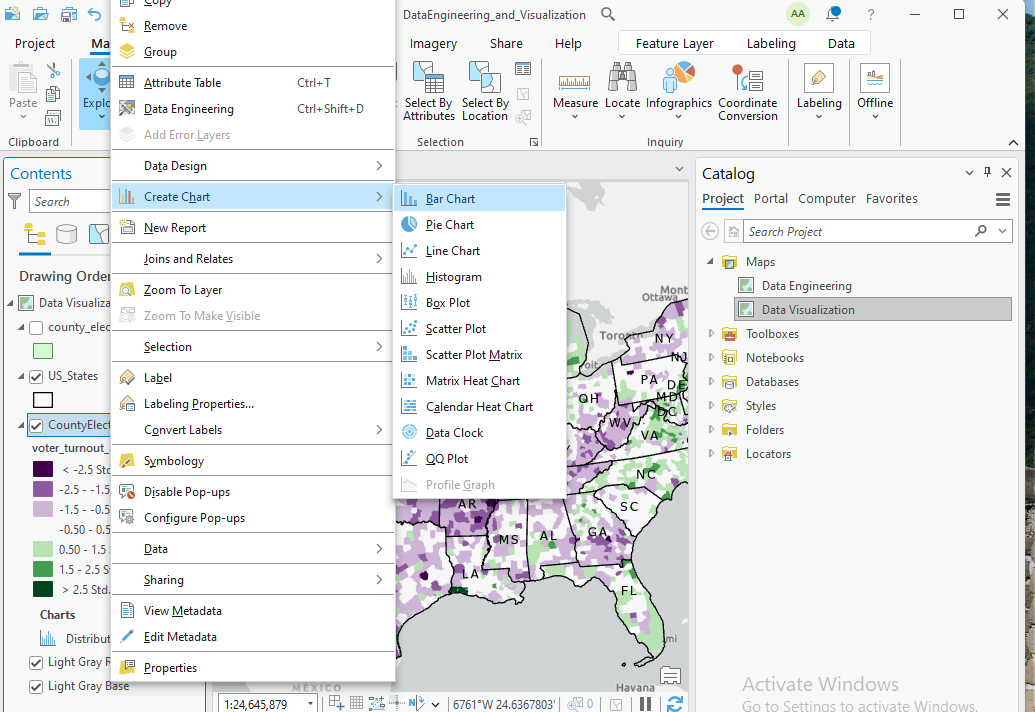 Copy
DataEngineering_and_Visualization
AA
?
Remove
Project
Imagery
Share
Help
Feature Layer
Labeling
Data
Group
Attribute Table Ctrl+T
Data Engineering Ctrl+Shift+D
Add Error Layers
Data Design
Create Chart
New Report
Joins and Relates
Zoom To Layer
Zoom To Make Visible
Selection
Label
Labeling Properties...
Convert Labels
Symbology
Disable Pop-ups
Configure Pop-ups
Data
Sharing
View Metadata
Edit Metadata
Properties
Bar Chart
Pie Chart
Line Chart
Histogram
Box Plot
Scatter Plot
Scatter Plot Matrix
Matrix Heat Chart
Calendar Heat Chart
Data Clock
QQ Plot
Profile Graph
Paste
Clipboard
Select By
Attributes
Select By
Location
Selection
Measure
Locate
Infographics
Coordinate
Conversion
Inquiry
Labeling
Offline
Contents
Search
Drawing Order
Data Visualiza
county_elec
US_States
CountyElect
voter_turnout_
< -2.5 Std
-2.5 - -1.5
-1.5 - -0.5
-0.50 - 0.5
0.50 - 1.5
1.5 - 2.5 St
> 2.5 Std.
Charts
Distribut
Light Gray R
Light Gray Base
Mont
Ottawa
Toronto
NY
NJ
PA
DE
MD
DC
OH
WV
VA
NC
SC
AR
MS
AL
GA
LA
FL
Havana
MÉXICO
1:24,645,879
6761°W 24.6367803°
0
Catalog
Project
Portal
Computer
Favorites
Search Project
Maps
Data Engineering
Data Visualization
Toolboxes
Notebooks
Databases
Styles
Folders
Locators
Activate Windows
Go to Settings to activate Windows.